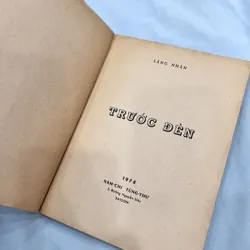 LÃNG NHÂN
TRƯỚC ĐÈN
1974
NAM-CHI TÙNG-THƯ
SAIGON